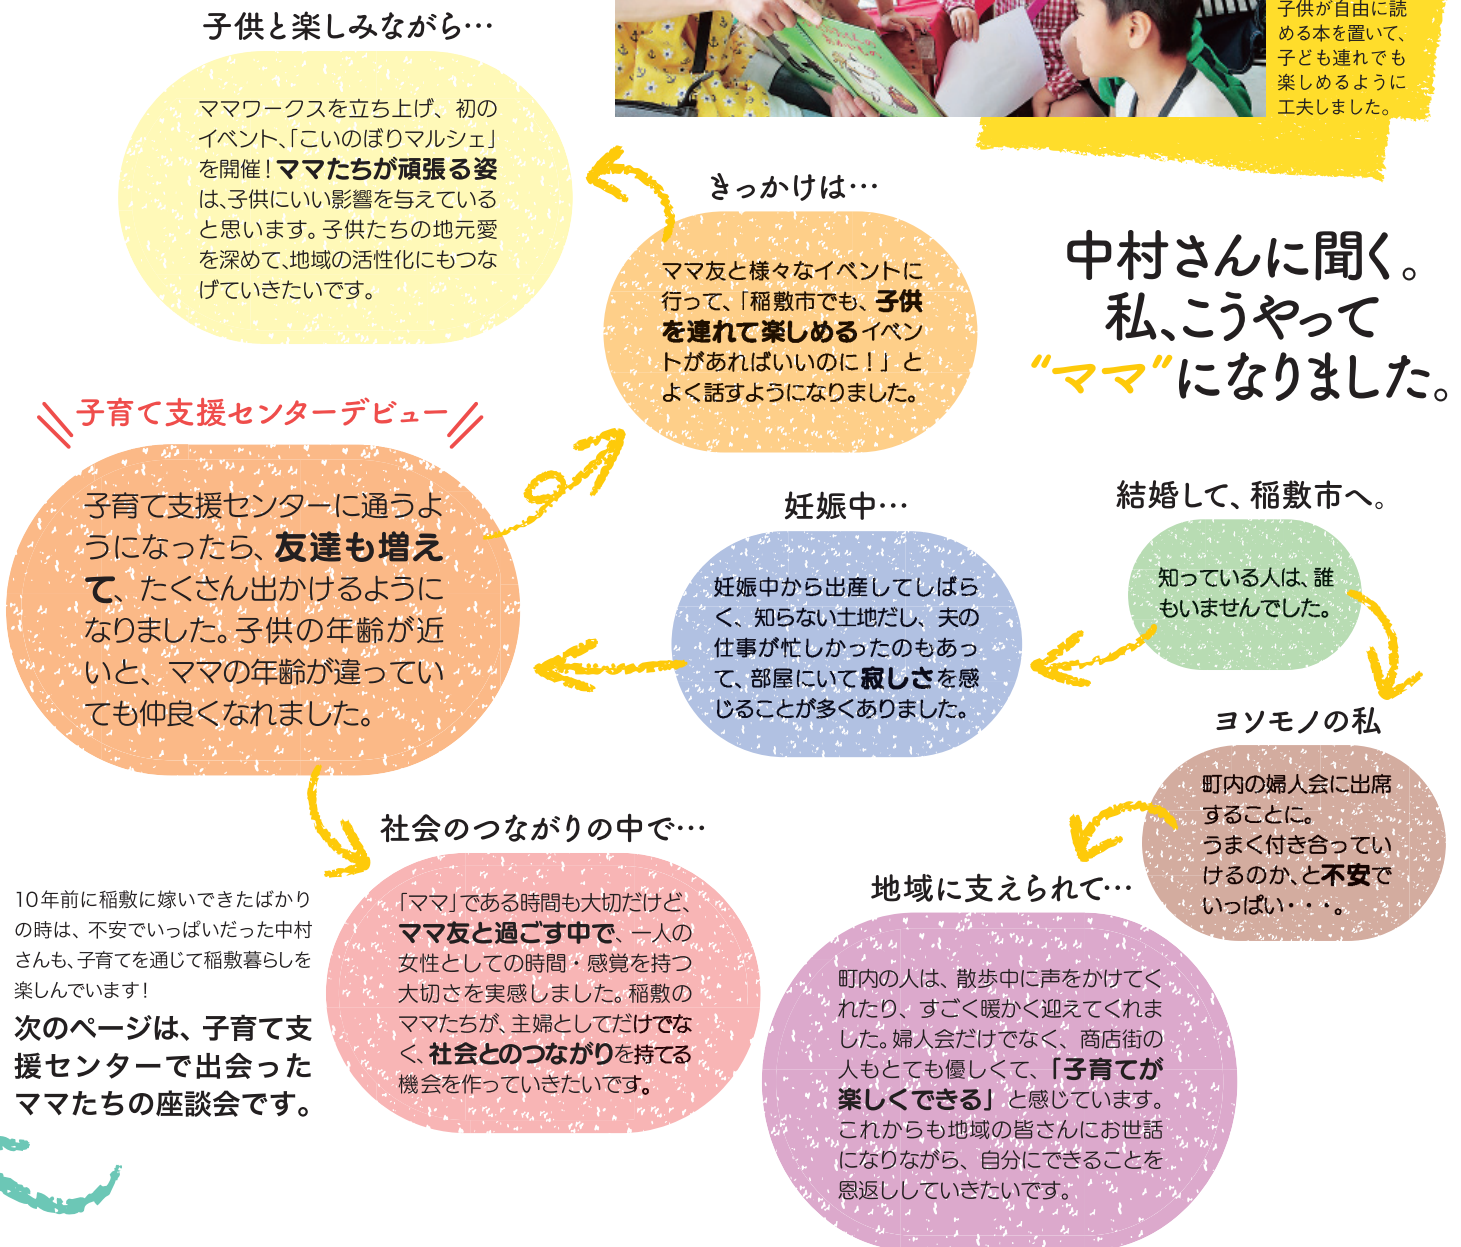 子供が自由に読
める本を置いて、
子ども連れでも
楽しめるように
工夫しました。
中村さんに聞く。
私、こうやって
“ママ”になりました。
結婚して、稲敷市へ。
知っている人は、誰
もいませんでした。
ヨソモノの私
町内の婦人会に出席
することに。
うまく付き合ってい
けるのか、と不安で
いっぱい・・・。
地域に支えられて…
町内の人は、散歩中に声をかけてく
れたり、すごく暖かく迎えてくれま
した。婦人会だけでなく、商店街の
人もとても優しくて、「子育てが
楽しくできる」と感じています。
これからも地域の皆さんにお世話
になりながら、自分にできることを
恩返ししていきたいです。
妊娠中…
妊娠中から出産してしばら
く、知らない土地だし、夫の
仕事が忙しかったのもあっ
て、部屋にいて寂しさを感
じることが多くありました。
子育て支援センターデビュー
子育て支援センターに通うよ
うになったら、友達も増え
て、たくさん出かけるように
なりました。子供の年齢が近
いと、ママの年齢が違ってい
ても仲良くなれました。
きっかけは…
ママ友と様々なイベントに
行って、「稲敷市でも、子供
を連れて楽しめるイベン
トがあればいいのに！」と
よく話すようになりました。
子供と楽しみながら…
ママワークスを立ち上げ、初の
イベント、「こいのぼりマルシェ」
を開催！ママたちが頑張る姿
は、子供にいい影響を与えている
と思います。子供たちの地元愛
を深めて、地域の活性化にもつな
げていきたいです。
社会のつながりの中で…
「ママ」である時間も大切だけど、
ママ友と過ごす中で、一人の
女性としての時間・感覚を持つ
大切さを実感しました。稲敷の
ママたちが、主婦としてだけでな
く、社会とのつながりを持てる
機会を作っていきたいです。
10年前に稲敷に嫁いできたばかり
の時は、不安でいっぱいだった中村
さんも、子育てを通じて稲敷暮らしを
楽しんでいます！
次のページは、子育て支
援センターで出会った
ママたちの座談会です。